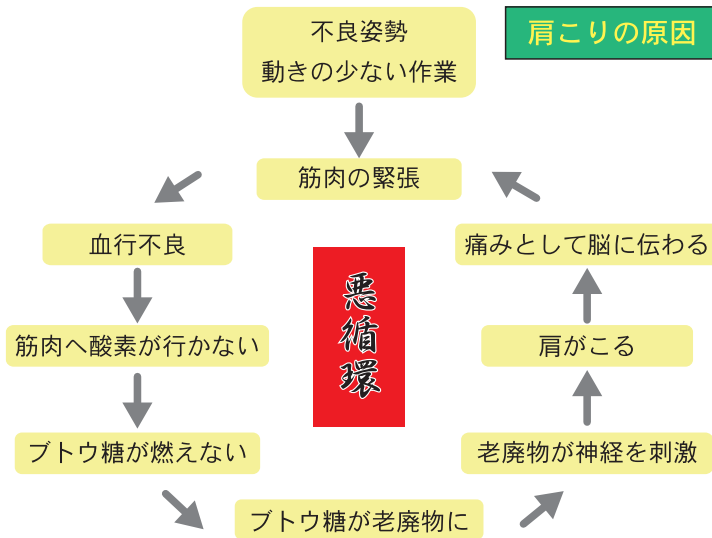 肩こりの原因
不良姿勢
動きの少ない作業
筋肉の緊張
血行不良
筋肉へ酸素が行かない
ブトウ糖が燃えない
ブトウ糖が老廃物に
老廃物が神経を刺激
肩がこる
痛みとして脳に伝わる
悪循環